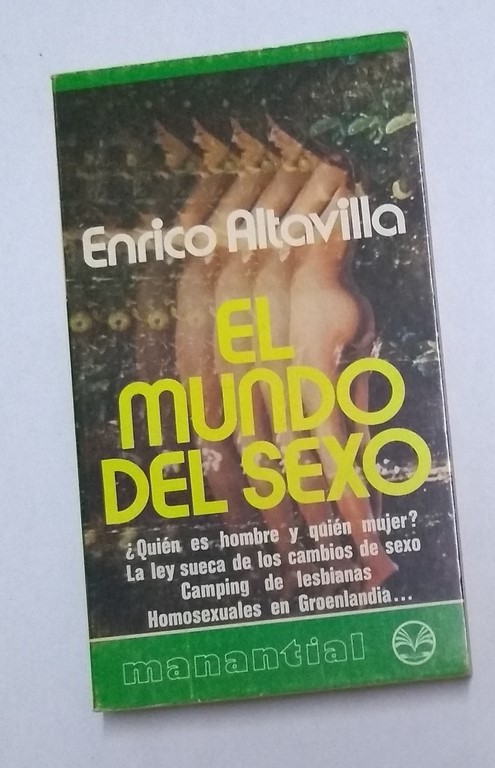 Enrico Altavilla
EL
MUNDO
DEL SEXO
¿Quién es hombre y quién mujer?
La ley sueca de los cambios de sexo
Camping de lesbianas
Homosexuales en Groenlandia...
manantial